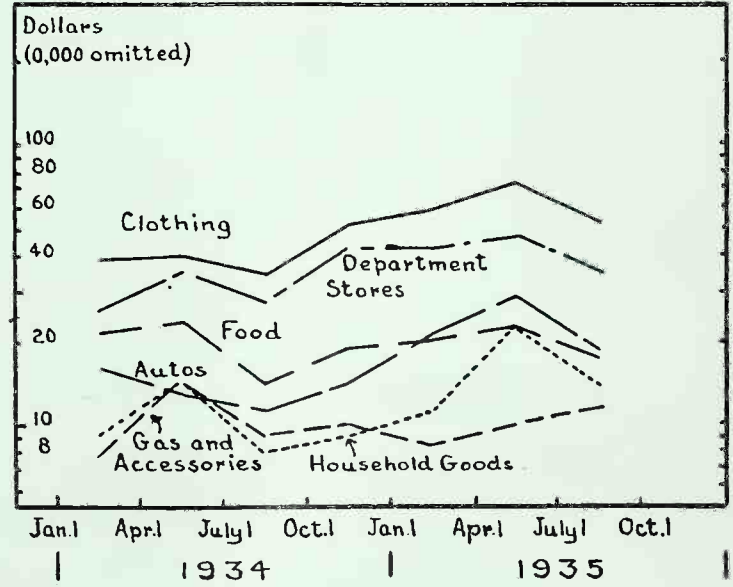 Dollars
(0,000 omitted)
100
80
60
Clothing
40
Department
Stores
20
Food
Autos
10
8
Gas and
Accessories
Household Goods
Jan.1 Apr.1 July1 Oct.1 Jan.1 Apr.1 July1 Oct.1
1934 1935